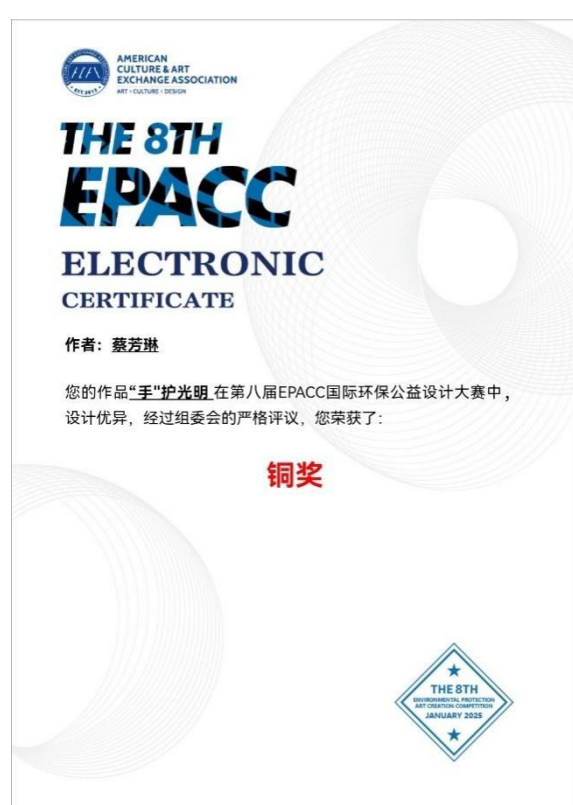 AMERICAN
CULTURE & ART
EXCHANGE ASSOCIATION
ART · CULTURE · DESIGN
THE 8TH
EPACC
ELECTRONIC
CERTIFICATE
作者：蔡芳琳
您的作品“手"护光明 在第八届EPACC国际环保公益设计大赛中，
设计优异，经过组委会的严格评议，您荣获了：
铜奖
THE 8TH
ENVIRONMENTAL PROTECTION
ART CREATION COMPETITION
JANUARY 2025